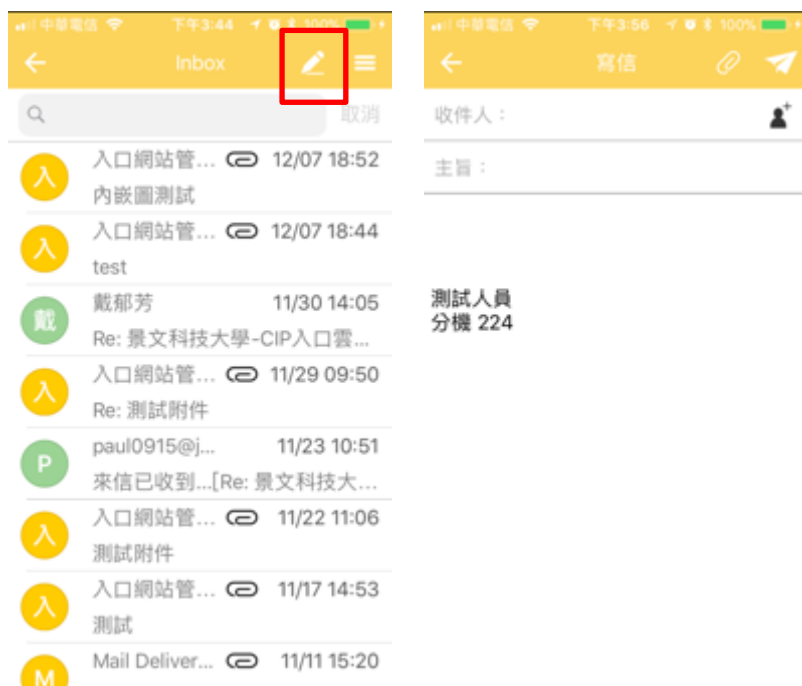 中華電信 下午3:44 100%
Inbox
取消
入 入口網站管... 12/07 18:52
內嵌圖測試
入 入口網站管... 12/07 18:44
test
戴 戴郁芳 11/30 14:05
Re: 景文科技大學-CIP入口雲...
入 入口網站管... 11/29 09:50
Re: 測試附件
P paul0915@j... 11/23 10:51
來信已收到...[Re: 景文科技大...
入 入口網站管... 11/22 11:06
測試附件
入 入口網站管... 11/17 14:53
測試
M Mail Deliver... 11/11 15:20
中華電信 下午3:56 100%
寫信
收件人：
主旨：
測試人員
分機 224